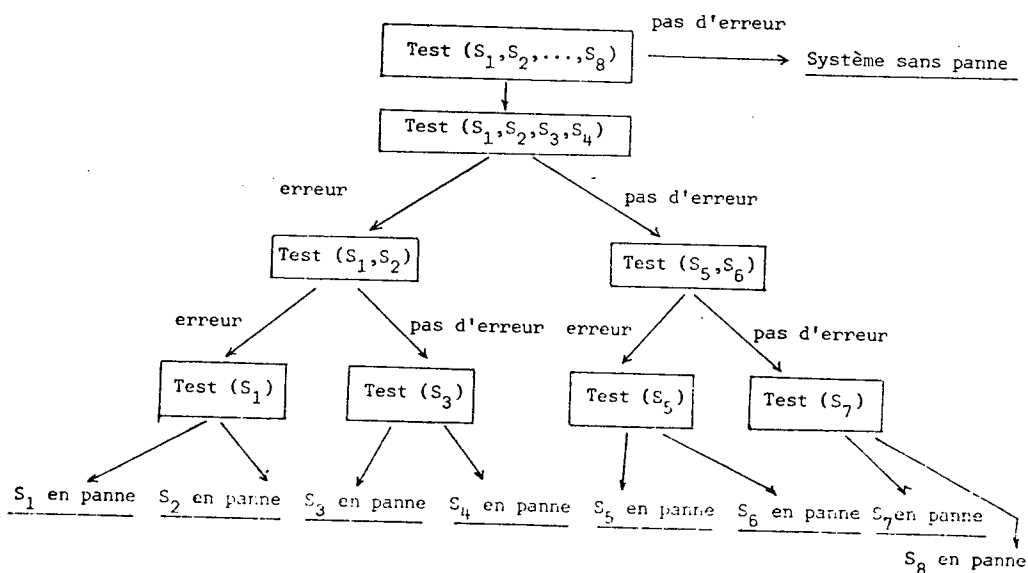 pas d'erreur
Test (S₁,S₂,...,S₈)
Système sans panne
Test (S₁,S₂,S₃,S₄)
erreur
pas d'erreur
Test (S₁,S₂)
Test (S₅,S₆)
erreur
pas d'erreur
erreur
pas d'erreur
Test (S₁)
Test (S₃)
Test (S₅)
Test (S₇)
S₁ en panne
S₂ en panne
S₃ en panne
S₄ en panne
S₅ en panne
S₆ en panne
S₇en panne
S₈ en panne